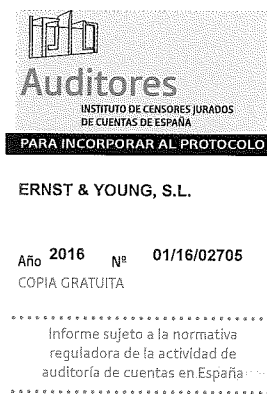 Auditores
INSTITUTO DE CENSORES JURADOS
DE CUENTAS DE ESPAÑA
PARA INCORPORAR AL PROTOCOLO
ERNST & YOUNG, S.L.
Año 2016 Nº 01/16/02705
COPIA GRATUITA
Informe sujeto a la normativa
reguladora de la actividad de
auditoría de cuentas en España